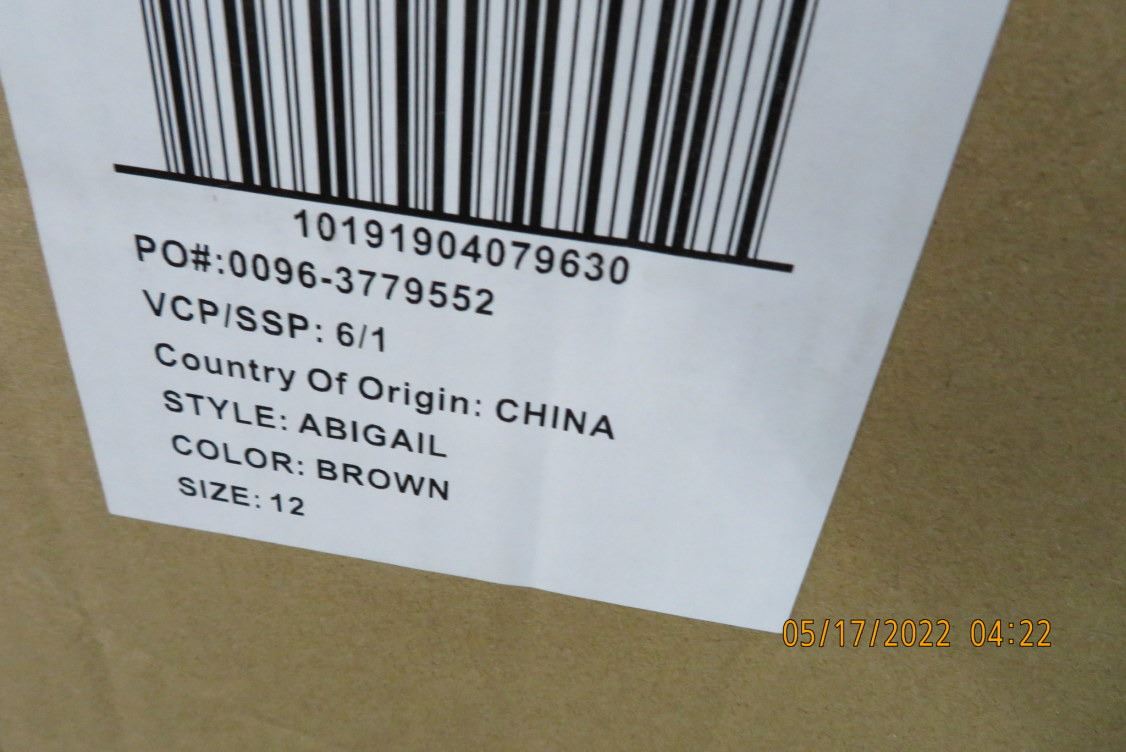 10191904079630
PO#:0096-3779552
VCP/SSP: 6/1
Country Of Origin: CHINA
STYLE: ABIGAIL
COLOR: BROWN
SIZE: 12
05/17/2022 04:22